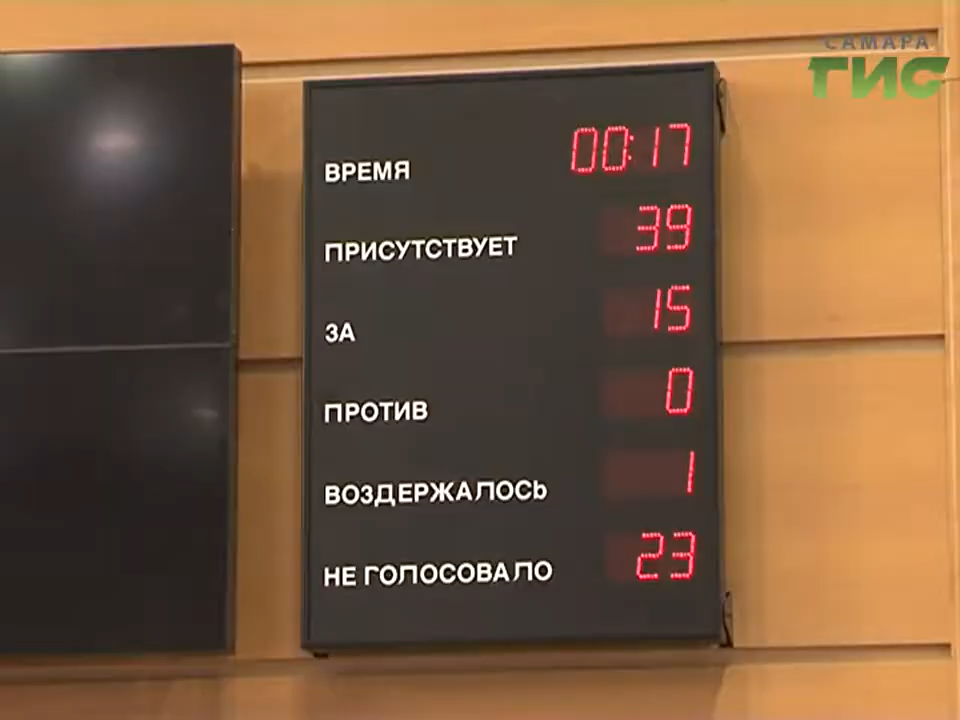 САМАРА
ГИС
ВРЕМЯ 00:17
ПРИСУТСТВУЕТ 39
ЗА 15
ПРОТИВ 0
ВОЗДЕРЖАЛОСЬ 1
НЕ ГОЛОСОВАЛО 23